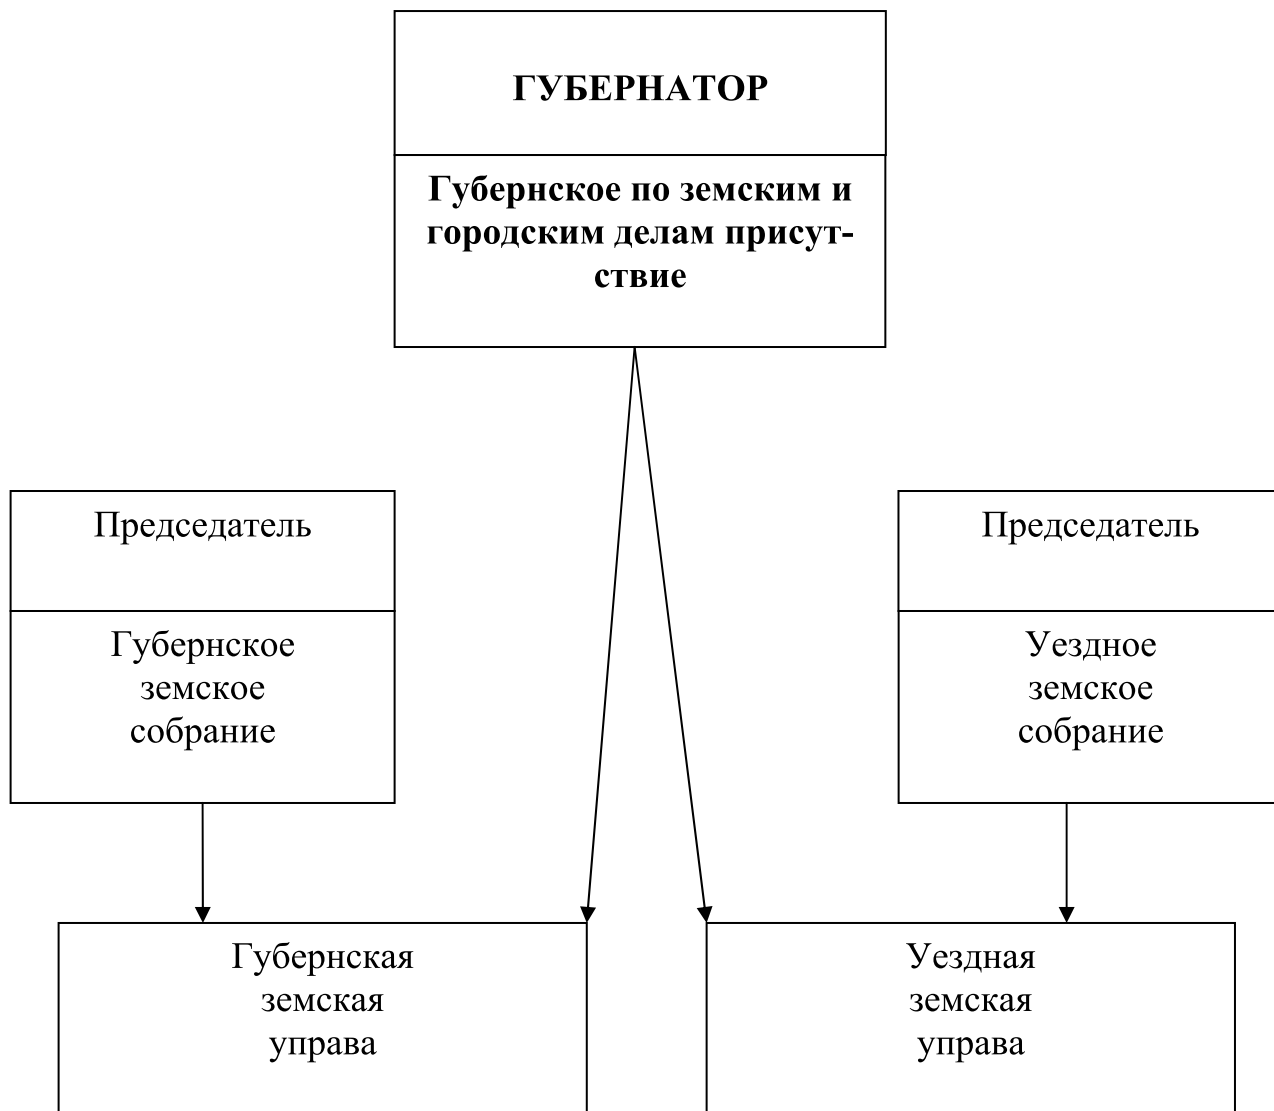 ГУБЕРНАТОР
Губернское по земским и
городским делам присут-
ствие
Председатель
Губернское
земское
собрание
Председатель
Уездное
земское
собрание
Губернская
земская
управа
Уездная
земская
управа